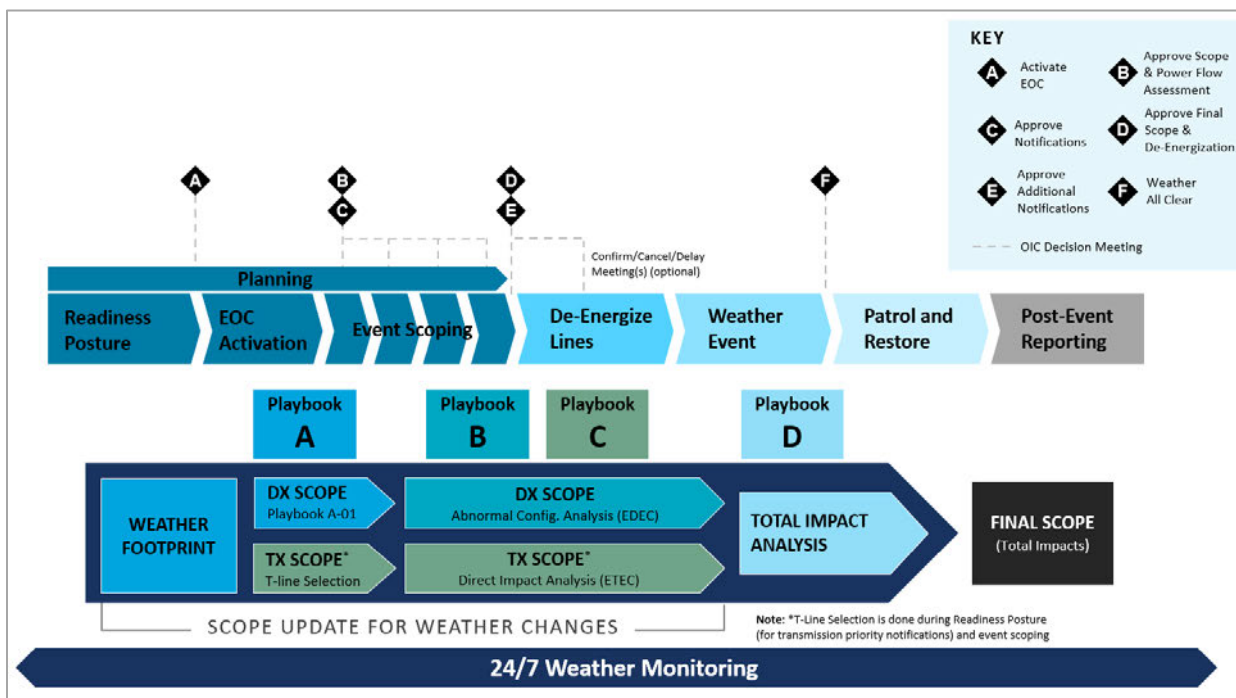 KEY
A
Activate
EOC
B
Approve Scope
& Power Flow
Assessment
C
Approve
Notifications
D
Approve Final
Scope &
De-Energization
E
Approve
Additional
Notifications
F
Weather
All Clear
OIC Decision Meeting
A
B
C
D
E
F
Confirm/Cancel/Delay
Meeting(s) (optional)
Planning
Readiness
Posture
EOC
Activation
Event Scoping
De-Energize
Lines
Weather
Event
Patrol and
Restore
Post-Event
Reporting
Playbook
A
Playbook
B
Playbook
C
Playbook
D
WEATHER
FOOTPRINT
DX SCOPE
Playbook A-01
TX SCOPE*
T-line Selection
DX SCOPE
Abnormal Config. Analysis (EDEC)
TX SCOPE*
Direct Impact Analysis (ETEC)
TOTAL IMPACT
ANALYSIS
FINAL SCOPE
(Total Impacts)
SCOPE UPDATE FOR WEATHER CHANGES
Note: *T-Line Selection is done during Readiness Posture
(for transmission priority notifications) and event scoping
24/7 Weather Monitoring